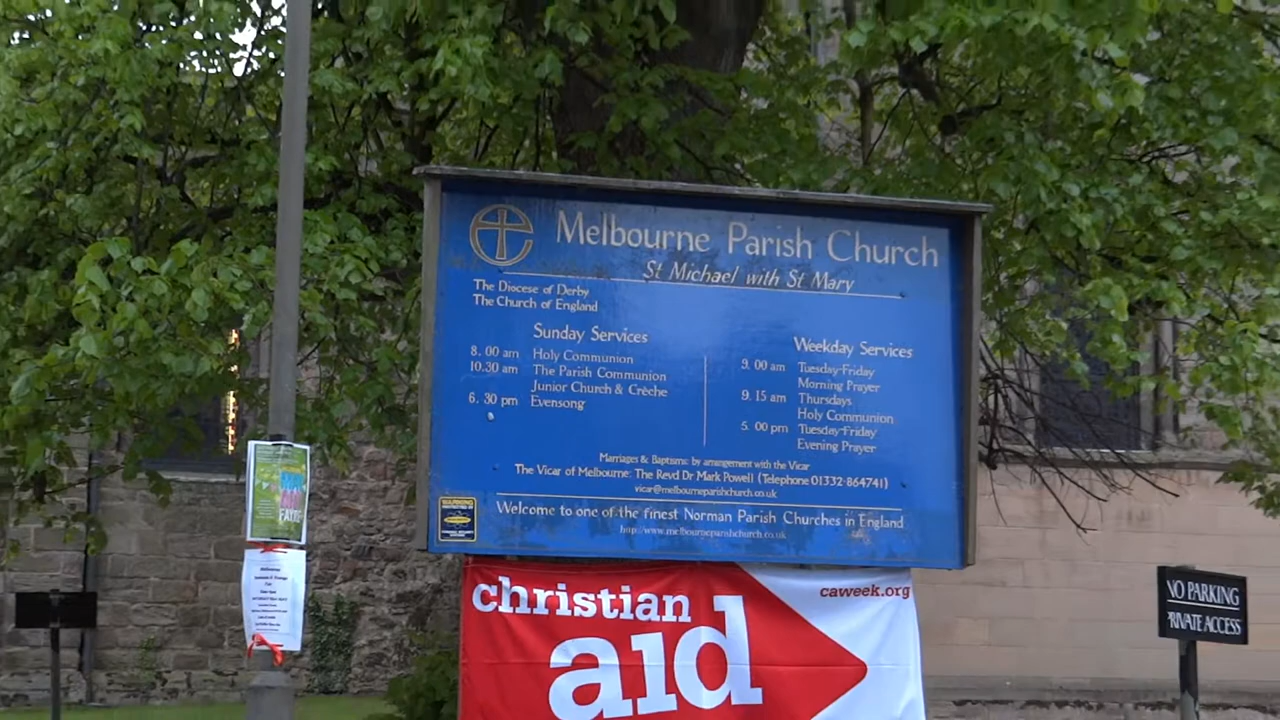 Melbourne Parish Church
St Michael with St Mary
The Diocese of Derby
The Church of England
Sunday Services
8. 00 am Holy Communion
10.30 am The Parish Communion
Junior Church & Crèche
6. 30 pm Evensong
Weekday Services
9. 00 am Tuesday-Friday
Morning Prayer
9. 15 am Thursdays
Holy Communion
5. 00 pm Tuesday-Friday
Evening Prayer
Marriages & Baptisms: by arrangement with the Vicar
The Vicar of Melbourne: The Revd Dr Mark Powell (Telephone 01332 864741)
vicar@melbourneparishchurch.co.uk
Welcome to one of the finest Norman Parish Churches in England
http://www.melbourneparishchurch.co.uk
WARNING
christian
aid
caweek.org
NO PARKING
PRIVATE ACCESS